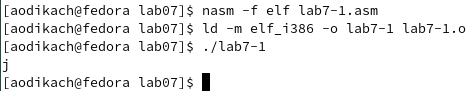 [aodikach@fedora lab07]$ nasm -f elf lab7-1.asm
[aodikach@fedora lab07]$ ld -m elf_i386 -o lab7-1 lab7-1.o
[aodikach@fedora lab07]$ ./lab7-1
j
[aodikach@fedora lab07]$